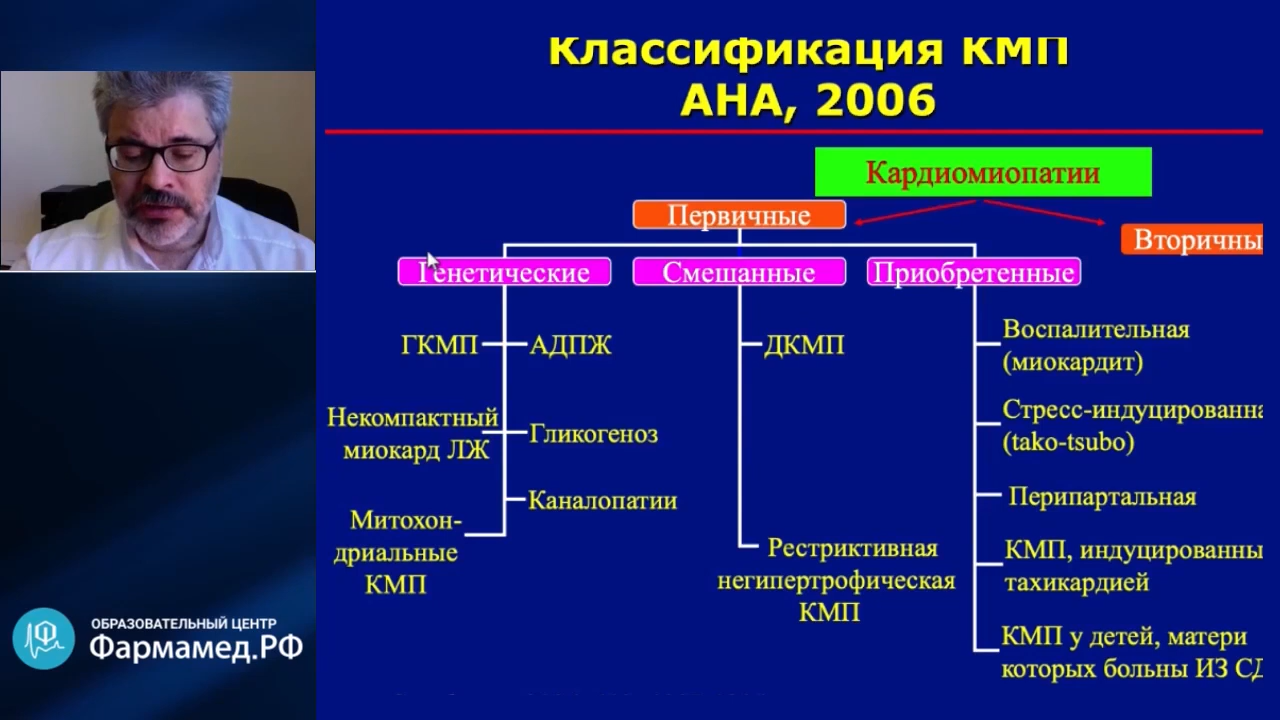 Классификация КМП
АНА, 2006
Кардиомиопатии
Первичные
Вторичны
Генетические
Смешанные
Приобретенные
ГКМП
АДПЖ
Некомпактный
миокард ЛЖ
Гликогеноз
Каналопатии
Митохон-
дриальные
КМП
ДКМП
Рестриктивная
негипертрофическая
КМП
Воспалительная
(миокардит)
Стресс-индуцированна
(tako-tsubo)
Перипартальная
КМП, индуцированны
тахикардией
КМП у детей, матери
которых больны ИЗ СД
ОБРАЗОВАТЕЛЬНЫЙ ЦЕНТР
Фармамед.РФ